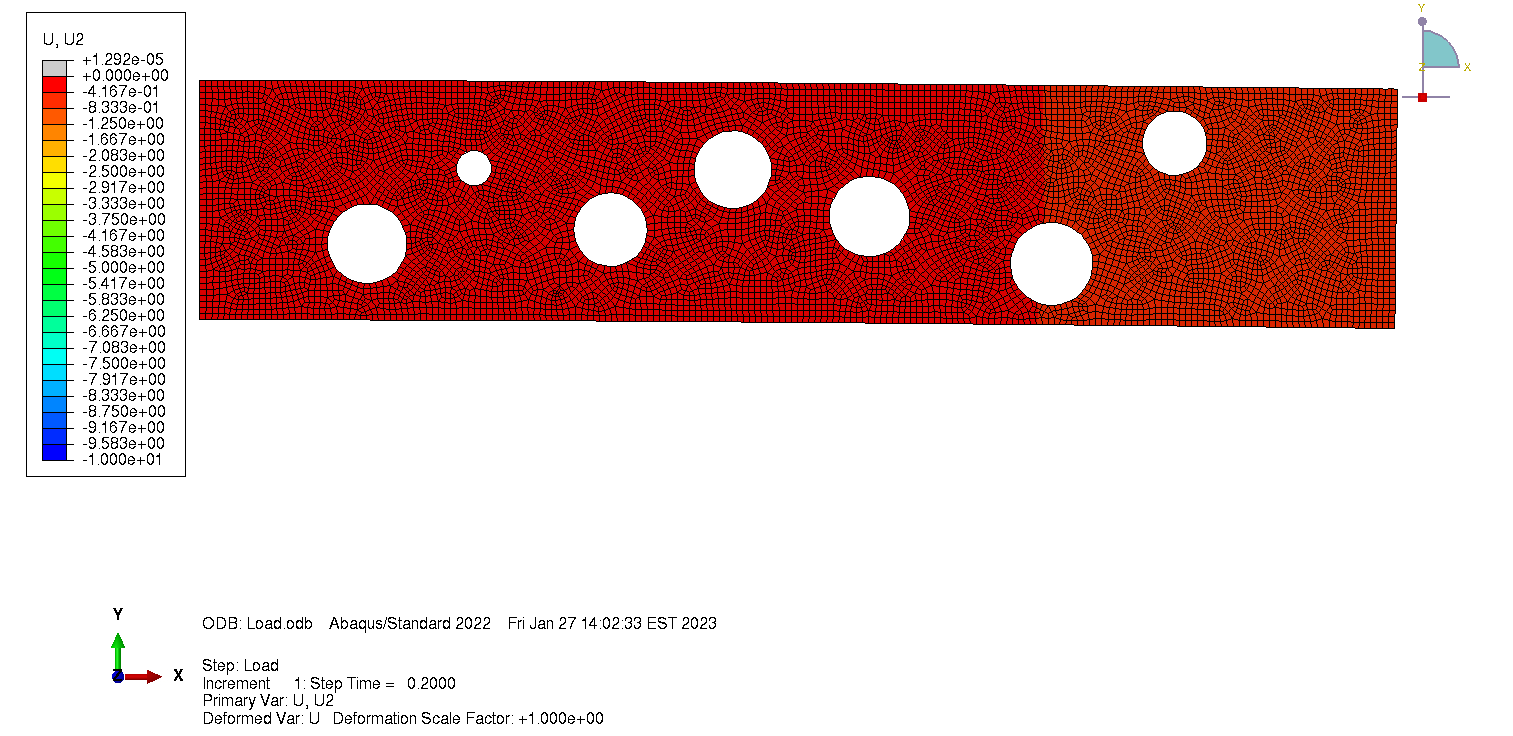 U, U2
+1.292e-05
+0.000e+00
-4.167e-01
-8.333e-01
-1.250e+00
-1.667e+00
-2.083e+00
-2.500e+00
-2.917e+00
-3.333e+00
-3.750e+00
-4.167e+00
-4.583e+00
-5.000e+00
-5.417e+00
-5.833e+00
-6.250e+00
-6.667e+00
-7.083e+00
-7.500e+00
-7.917e+00
-8.333e+00
-8.750e+00
-9.167e+00
-9.583e+00
-1.000e+01
Y
Z X
Y
Z X
ODB: Load.odb Abaqus/Standard 2022 Fri Jan 27 14:02:33 EST 2023
Step: Load
Increment 1: Step Time = 0.2000
Primary Var: U, U2
Deformed Var: U Deformation Scale Factor: +1.000e+00